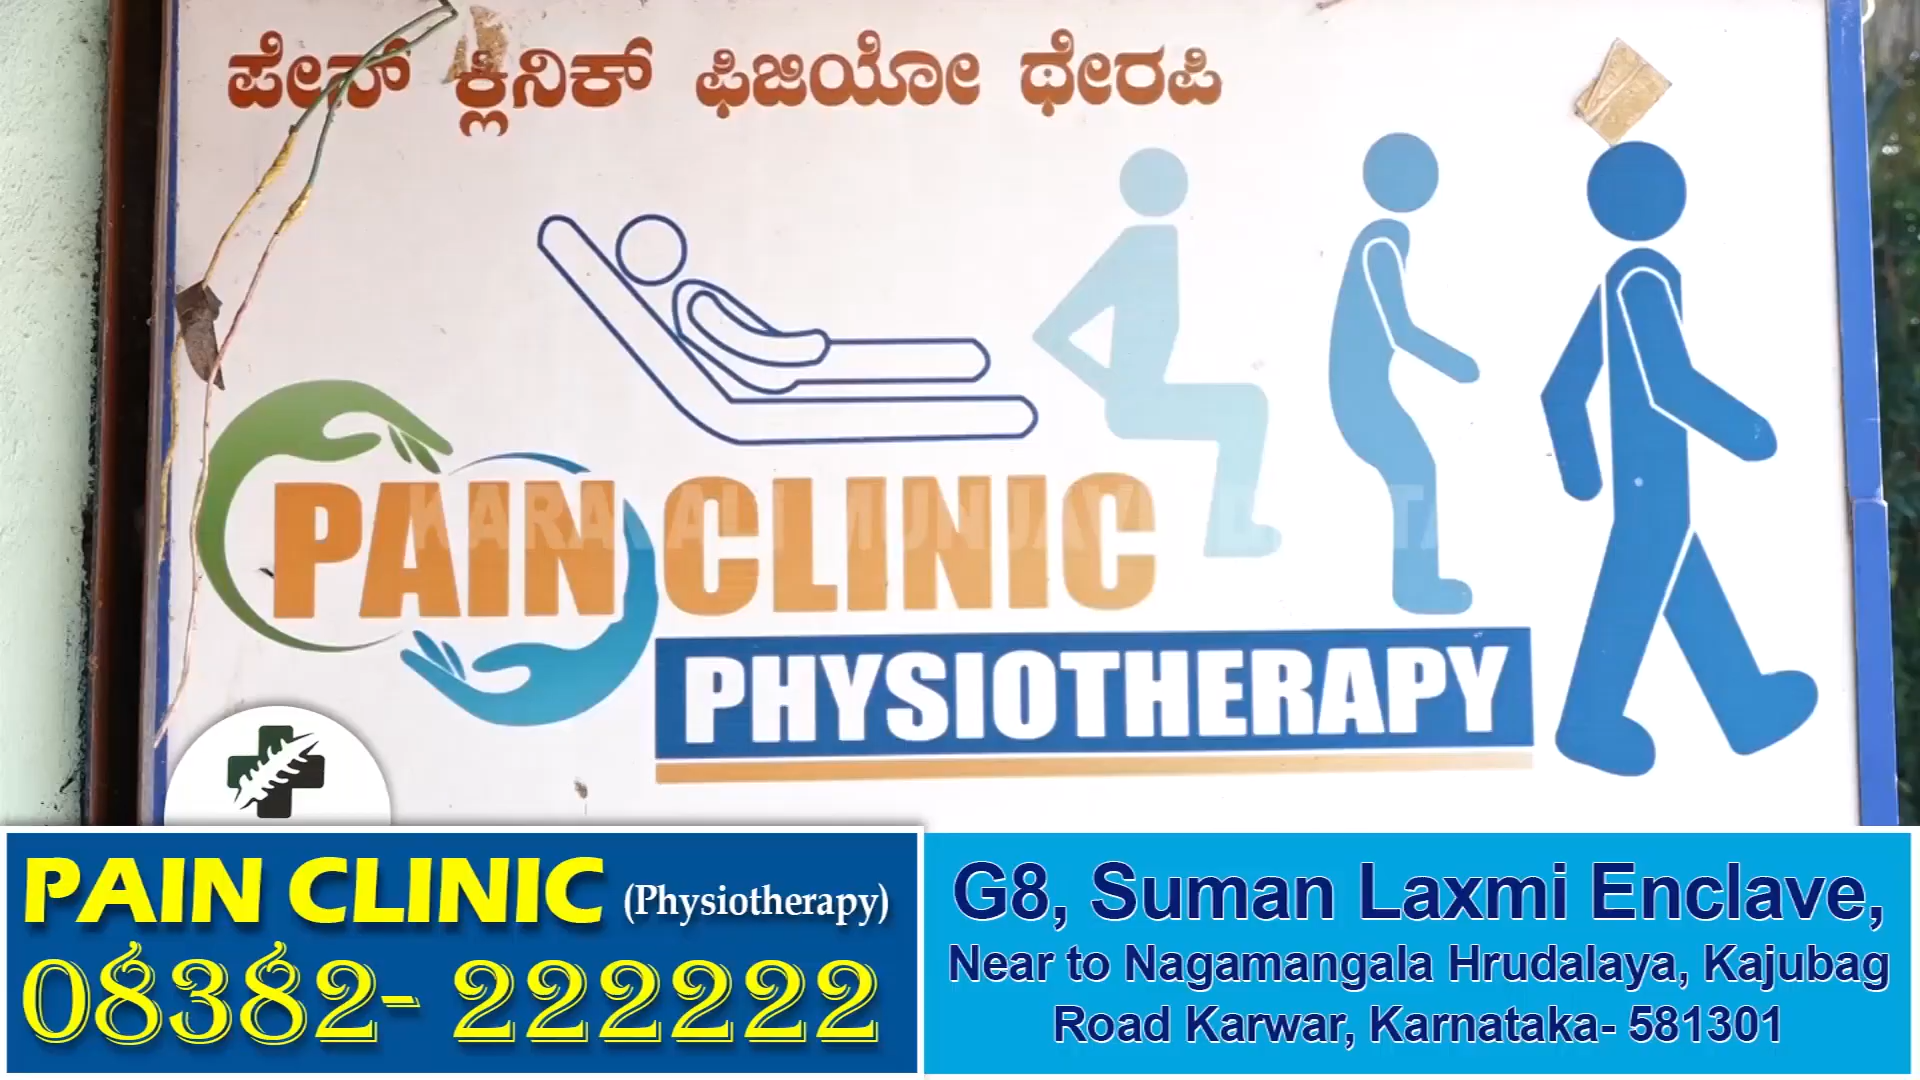 ಪೇನ್ ಕ್ಲಿನಿಕ್ ಫಿಜಿಯೋ ಥೇರಪಿ
PAIN CLINIC
PHYSIOTHERAPY
PAIN CLINIC (Physiotherapy)
08382- 222222
G8, Suman Laxmi Enclave,
Near to Nagamangala Hrudalaya, Kajubag
Road Karwar, Karnataka- 581301